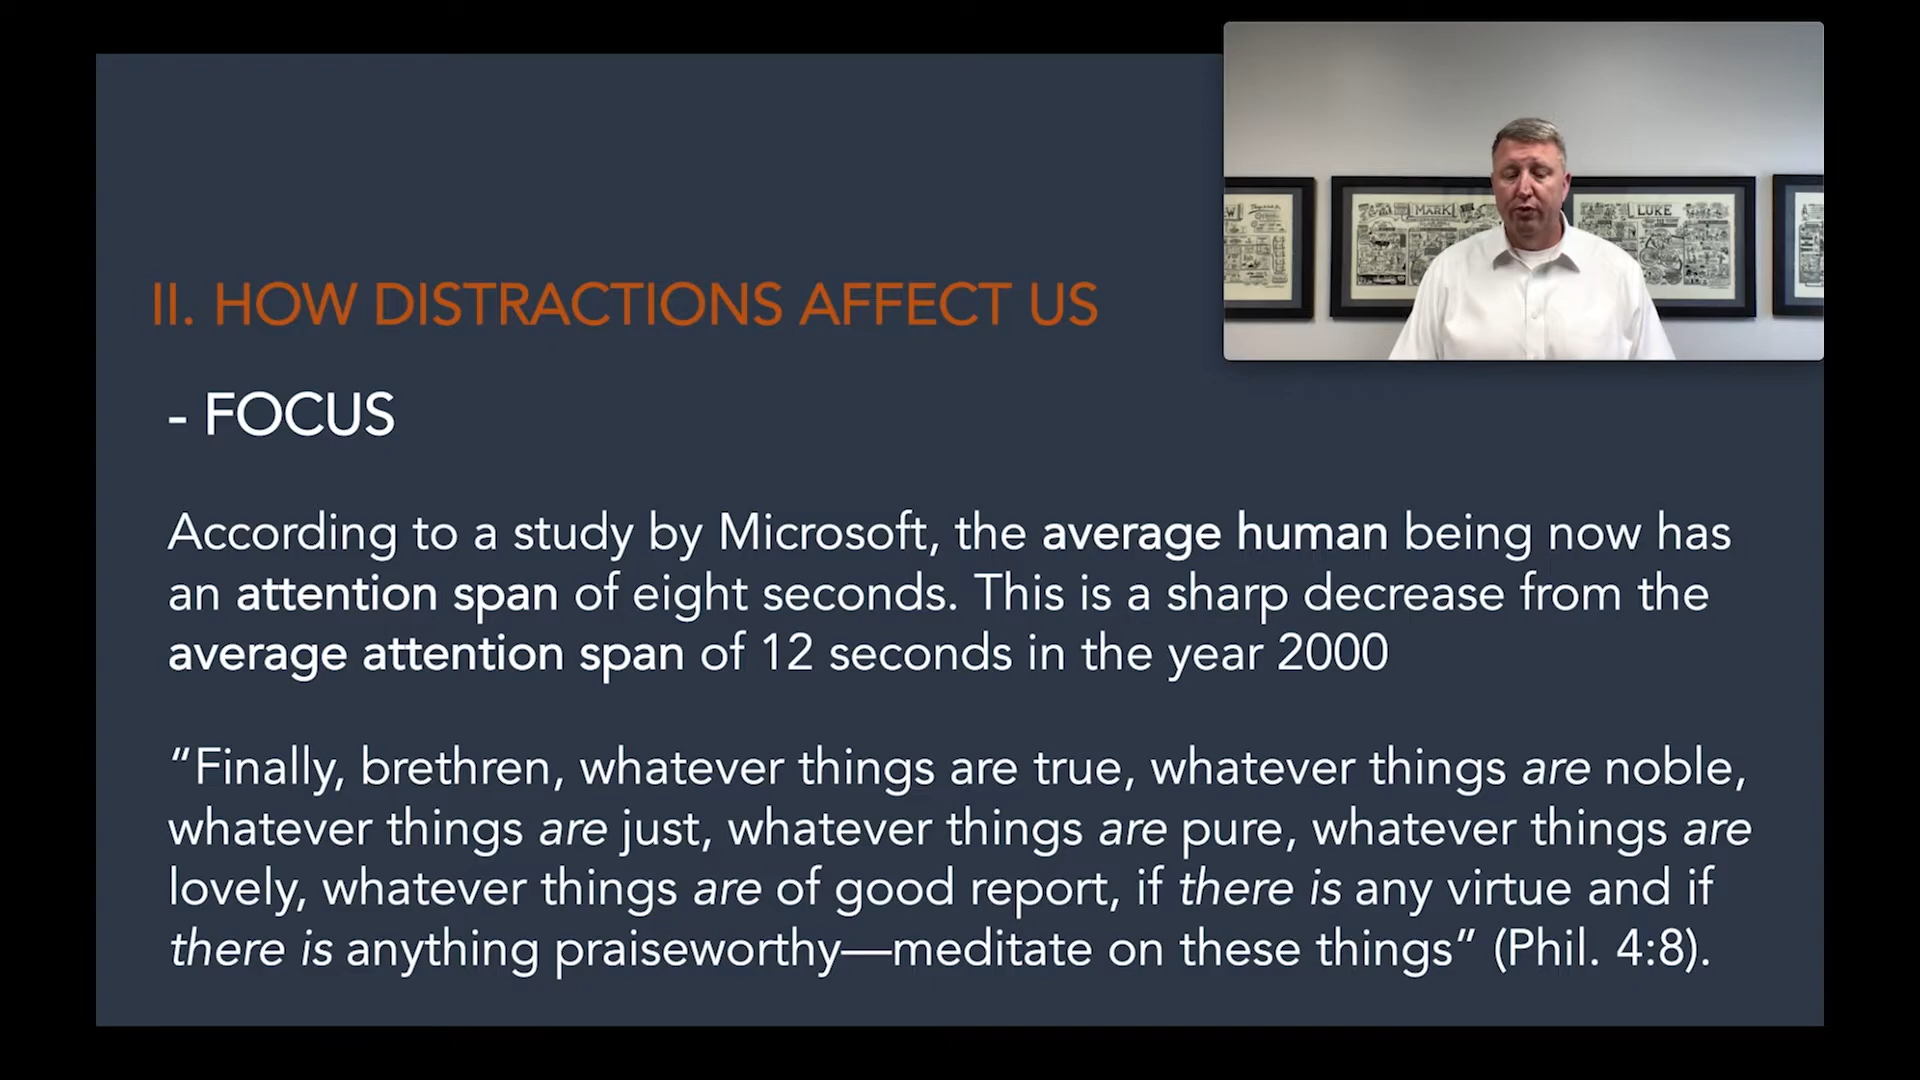 II. HOW DISTRACTIONS AFFECT US
- FOCUS
According to a study by Microsoft, the average human being now has
an attention span of eight seconds. This is a sharp decrease from the
average attention span of 12 seconds in the year 2000
“Finally, brethren, whatever things are true, whatever things are noble,
whatever things are just, whatever things are pure, whatever things are
lovely, whatever things are of good report, if there is any virtue and if
there is anything praiseworthy—meditate on these things” (Phil. 4:8).
MARK
LUKE